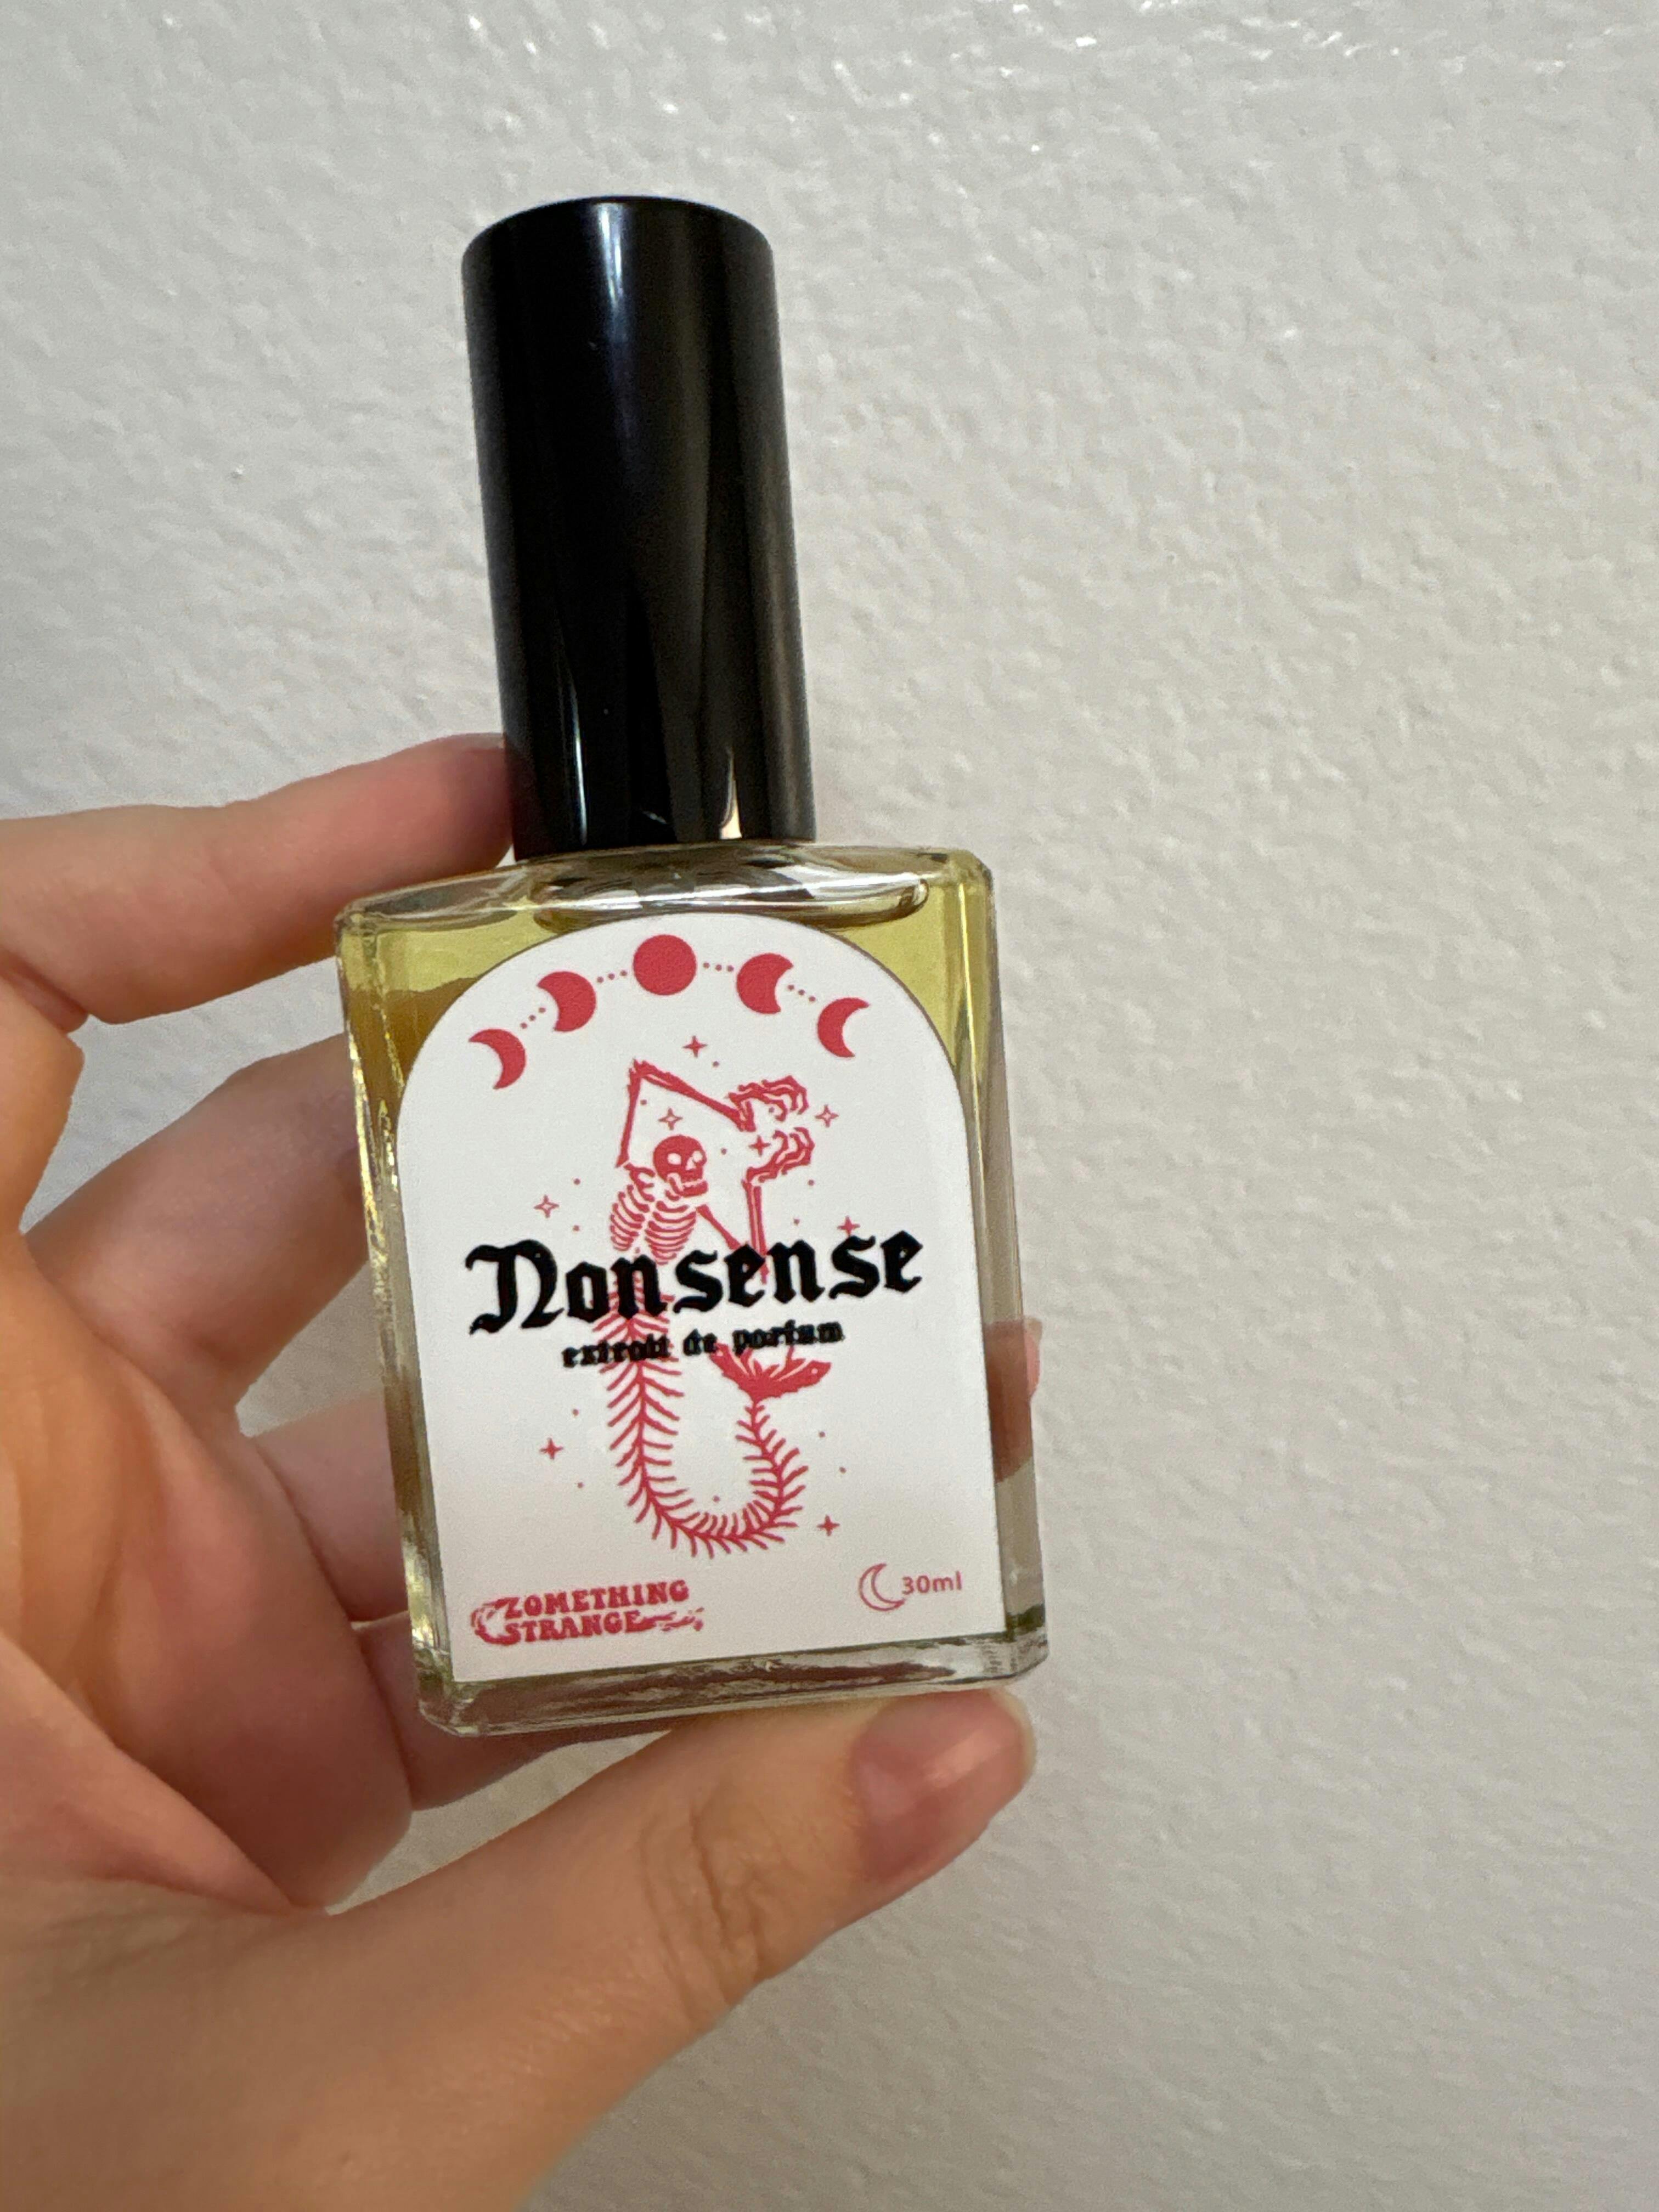 Nonsense
extrait de parfum
ZOMETHING
STRANGE
30ml